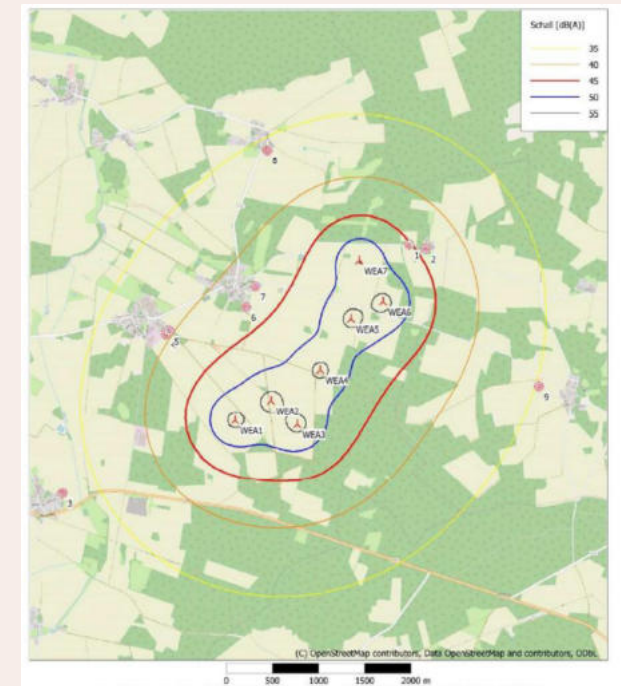 Schall [dB(A)]
35
40
45
50
55
8
1
2
WEA7
7
6
WEA6
WEA5
5
WEA4
9
WEA2
WEA1
WEA3
3
(C) OpenStreetMap contributors, Data OpenStreetMap and contributors, ODbL
0 500 1000 1500 2000 m